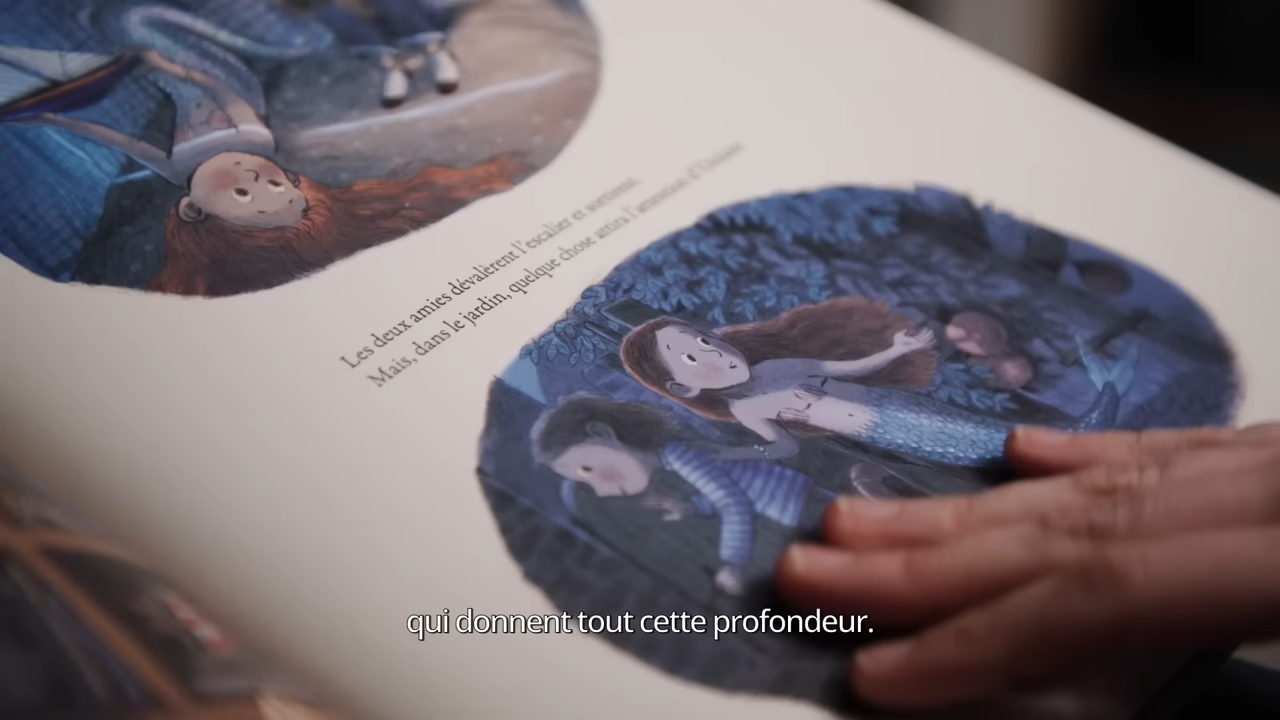 Les deux amies dévalèrent l'escalier et sortirent.
Mais, dans le jardin, quelque chose attira l'attention d'
qui donnent tout cette profondeur.